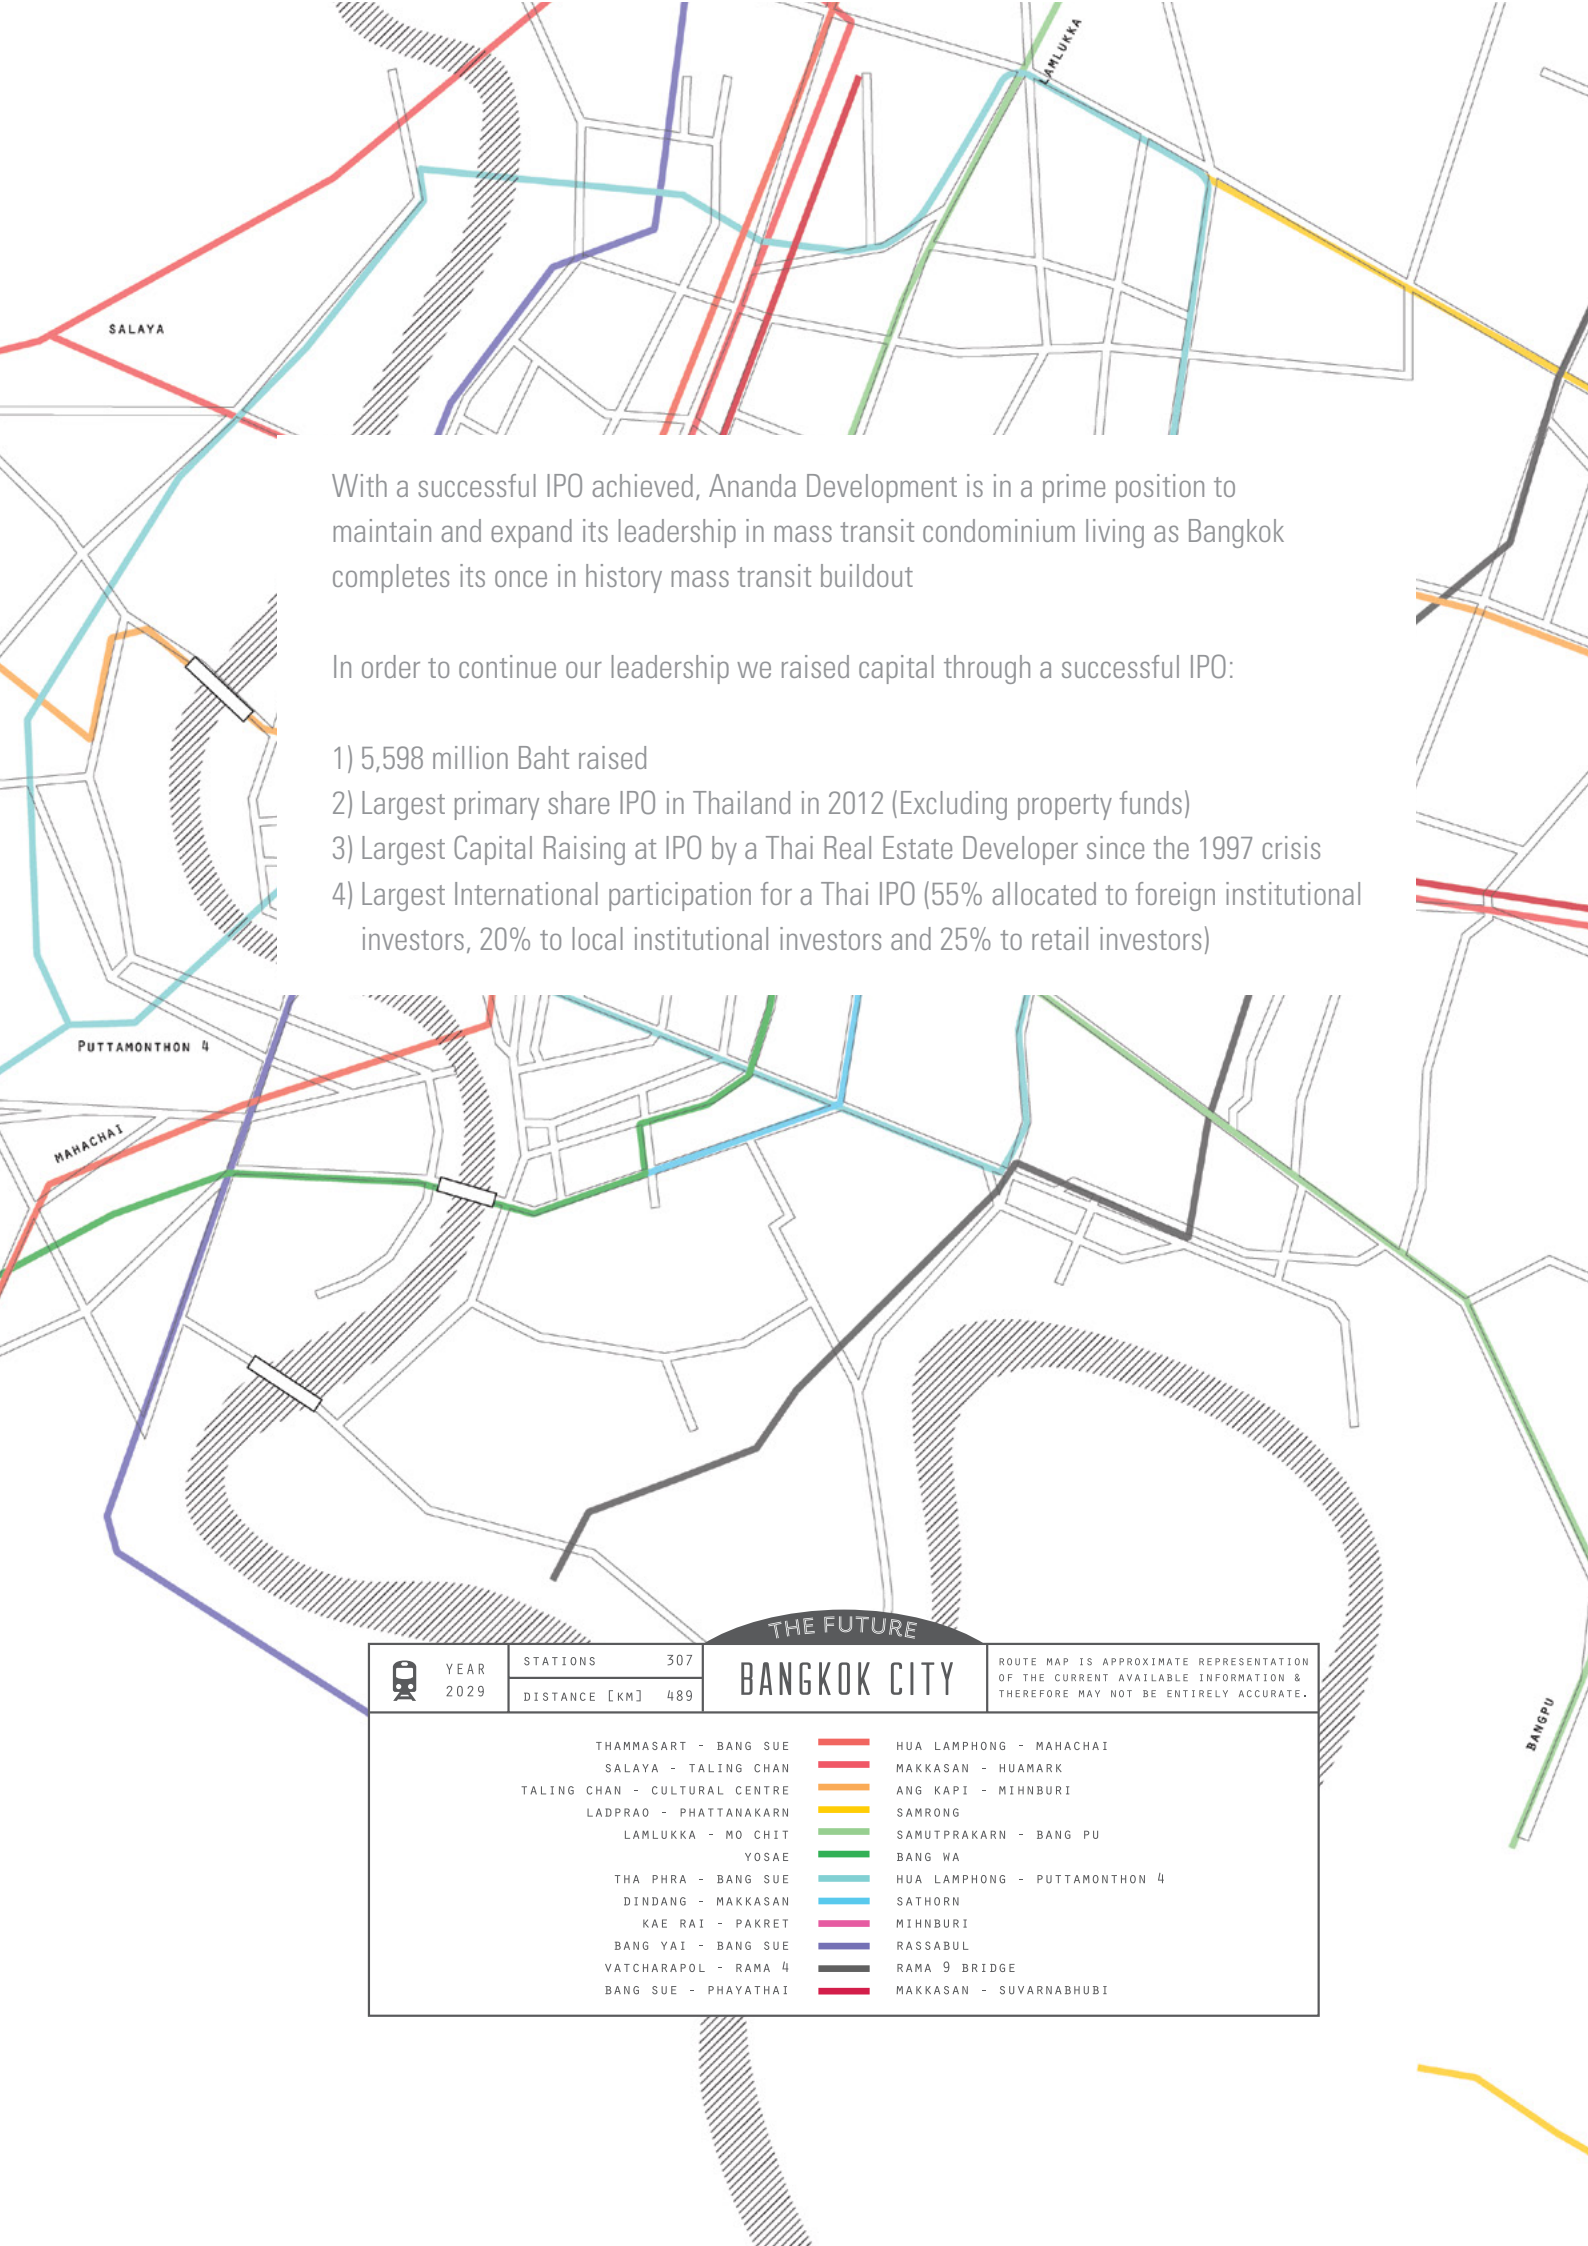 LAMLUKKA
SALAYA
With a successful IPO achieved, Ananda Development is in a prime position to
maintain and expand its leadership in mass transit condominium living as Bangkok
completes its once in history mass transit buildout
In order to continue our leadership we raised capital through a successful IPO:
1) 5,598 million Baht raised
2) Largest primary share IPO in Thailand in 2012 (Excluding property funds)
3) Largest Capital Raising at IPO by a Thai Real Estate Developer since the 1997 crisis
4) Largest International participation for a Thai IPO (55% allocated to foreign institutional
investors, 20% to local institutional investors and 25% to retail investors)
PUTTAMONTHON 4
MAHACHAI
THE FUTURE
BANGKOK CITY
YEAR
2029
STATIONS 307
DISTANCE [KM] 489
ROUTE MAP IS APPROXIMATE REPRESENTATION
OF THE CURRENT AVAILABLE INFORMATION &
THEREFORE MAY NOT BE ENTIRELY ACCURATE.
BANGPU
THAMMASART - BANG SUE HUA LAMPHONG - MAHACHAI
SALAYA - TALING CHAN MAKKASAN - HUAMARK
TALING CHAN - CULTURAL CENTRE ANG KAPI - MIHNBURI
LADPRAO - PHATTANAKARN SAMRONG
LAMLUKKA - MO CHIT SAMUTPRAKARN - BANG PU
YOSAE BANG WA
THA PHRA - BANG SUE HUA LAMPHONG - PUTTAMONTHON 4
DINDANG - MAKKASAN SATHORN
KAE RAI - PAKRET MIHNBURI
BANG YAI - BANG SUE RASSABUL
VATCHARAPOL - RAMA 4 RAMA 9 BRIDGE
BANG SUE - PHAYATHAI MAKKASAN - SUVARNABHUBI